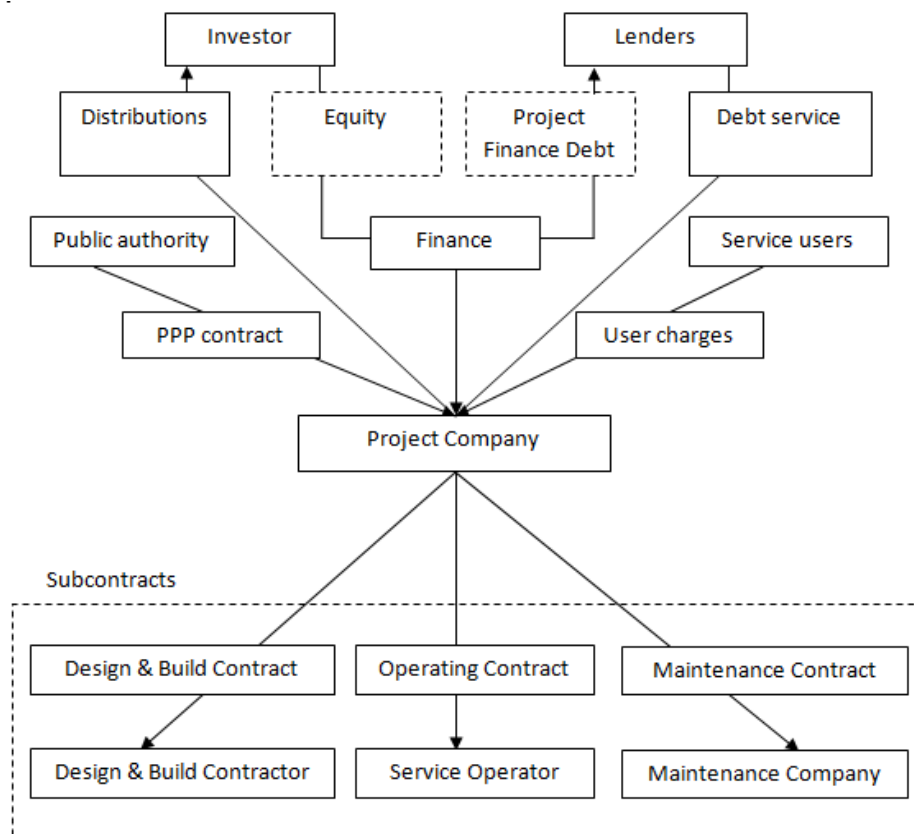 Investor
Lenders
Distributions
Equity
Project
Finance Debt
Debt service
Public authority
Finance
Service users
PPP contract
User charges
Project Company
Subcontracts
Design & Build Contract
Operating Contract
Maintenance Contract
Design & Build Contractor
Service Operator
Maintenance Company